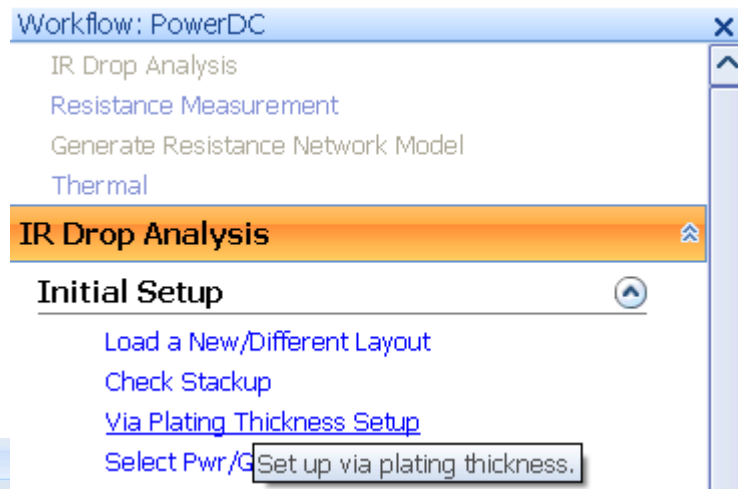 Workflow: PowerDC
IR Drop Analysis
Resistance Measurement
Generate Resistance Network Model
Thermal
IR Drop Analysis
Initial Setup
Load a New/Different Layout
Check Stackup
Via Plating Thickness Setup
Select Pwr/G
Set up via plating thickness.